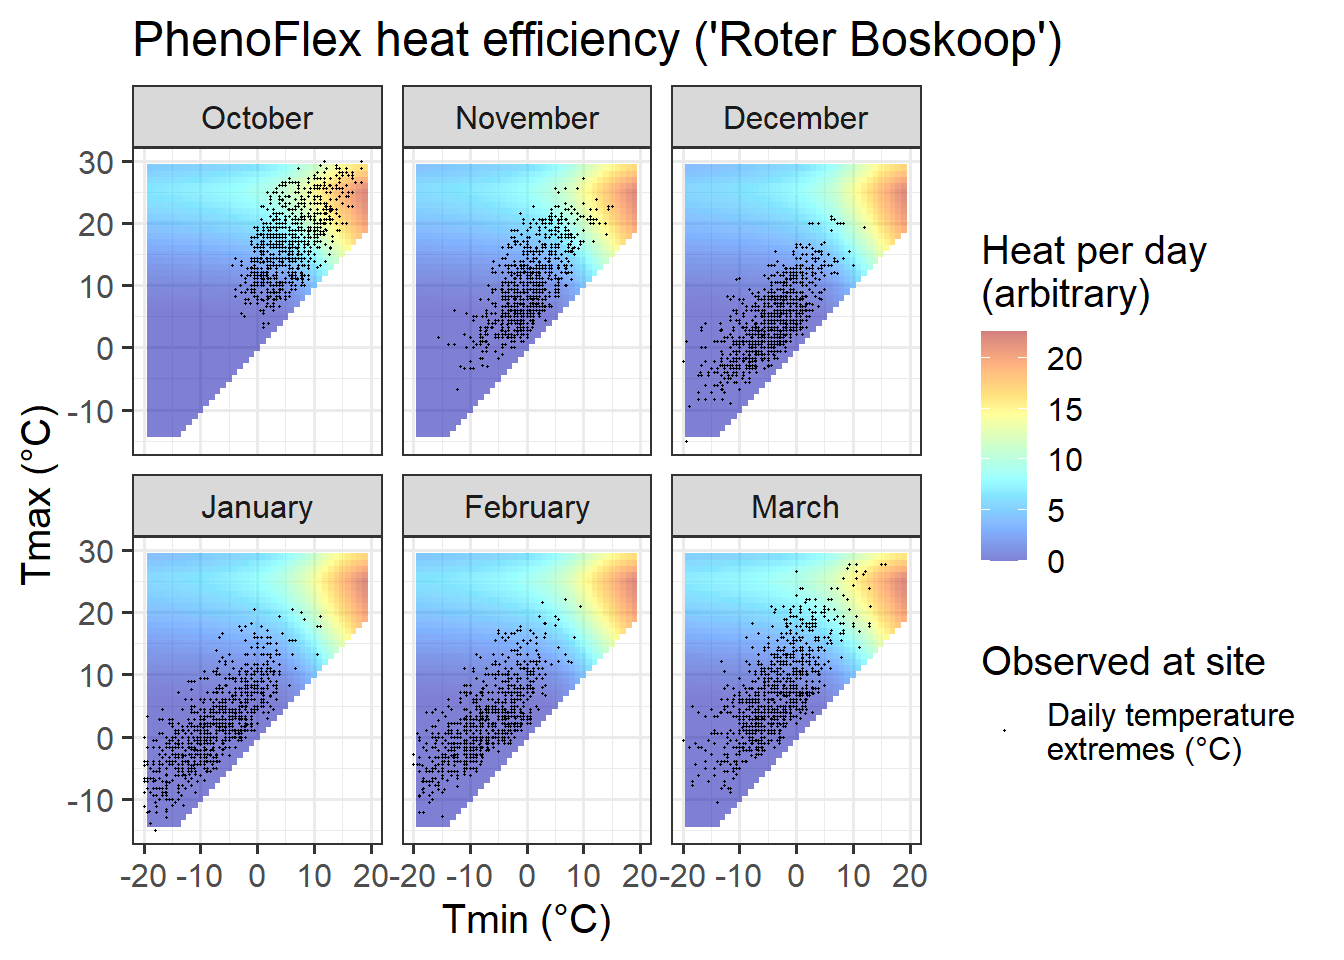 PhenoFlex heat efficiency ('Roter Boskoop')
October
November
December
30
20
10
0
-10
January
February
March
30
20
10
0
-10
-20 -10 0 10 20
-20 -10 0 10 20
-20 -10 0 10 20
Tmin (°C)
Tmax (°C)
Heat per day
(arbitrary)
20
15
10
5
0
Observed at site
Daily temperature
extremes (°C)